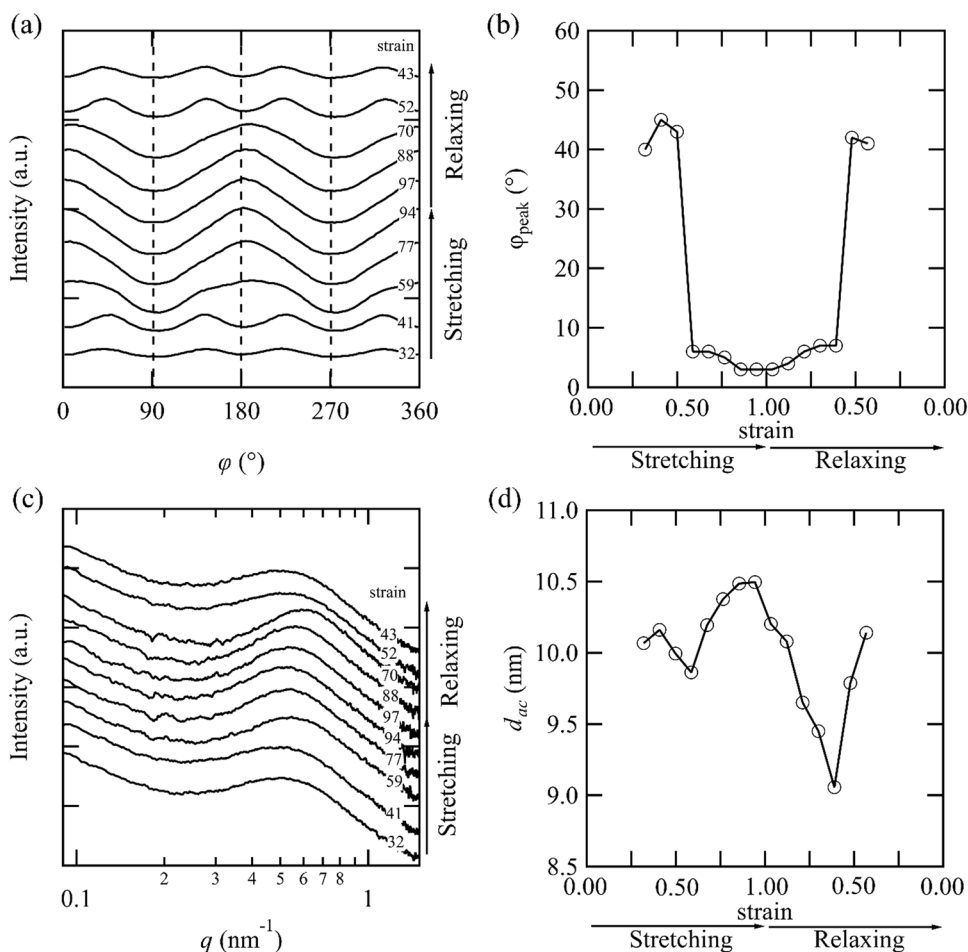 (a)
Intensity (a.u.)
strain
43
52
70
88
97
94
77
59
41
32
Relaxing
Stretching
0 90 180 270 360
φ (°)
(b)
60
50
40
30
20
10
0
φpeak (°)
0.00 0.50 1.00 0.50 0.00
strain
Stretching Relaxing
(c)
Intensity (a.u.)
strain
43
52
70
88
97
94
77
59
41
32
Relaxing
Stretching
0.1 2 3 4 5 6 7 8 1
q (nm-1)
(d)
11.0
10.5
10.0
9.5
9.0
8.5
dac (nm)
0.00 0.50 1.00 0.50 0.00
strain
Stretching Relaxing